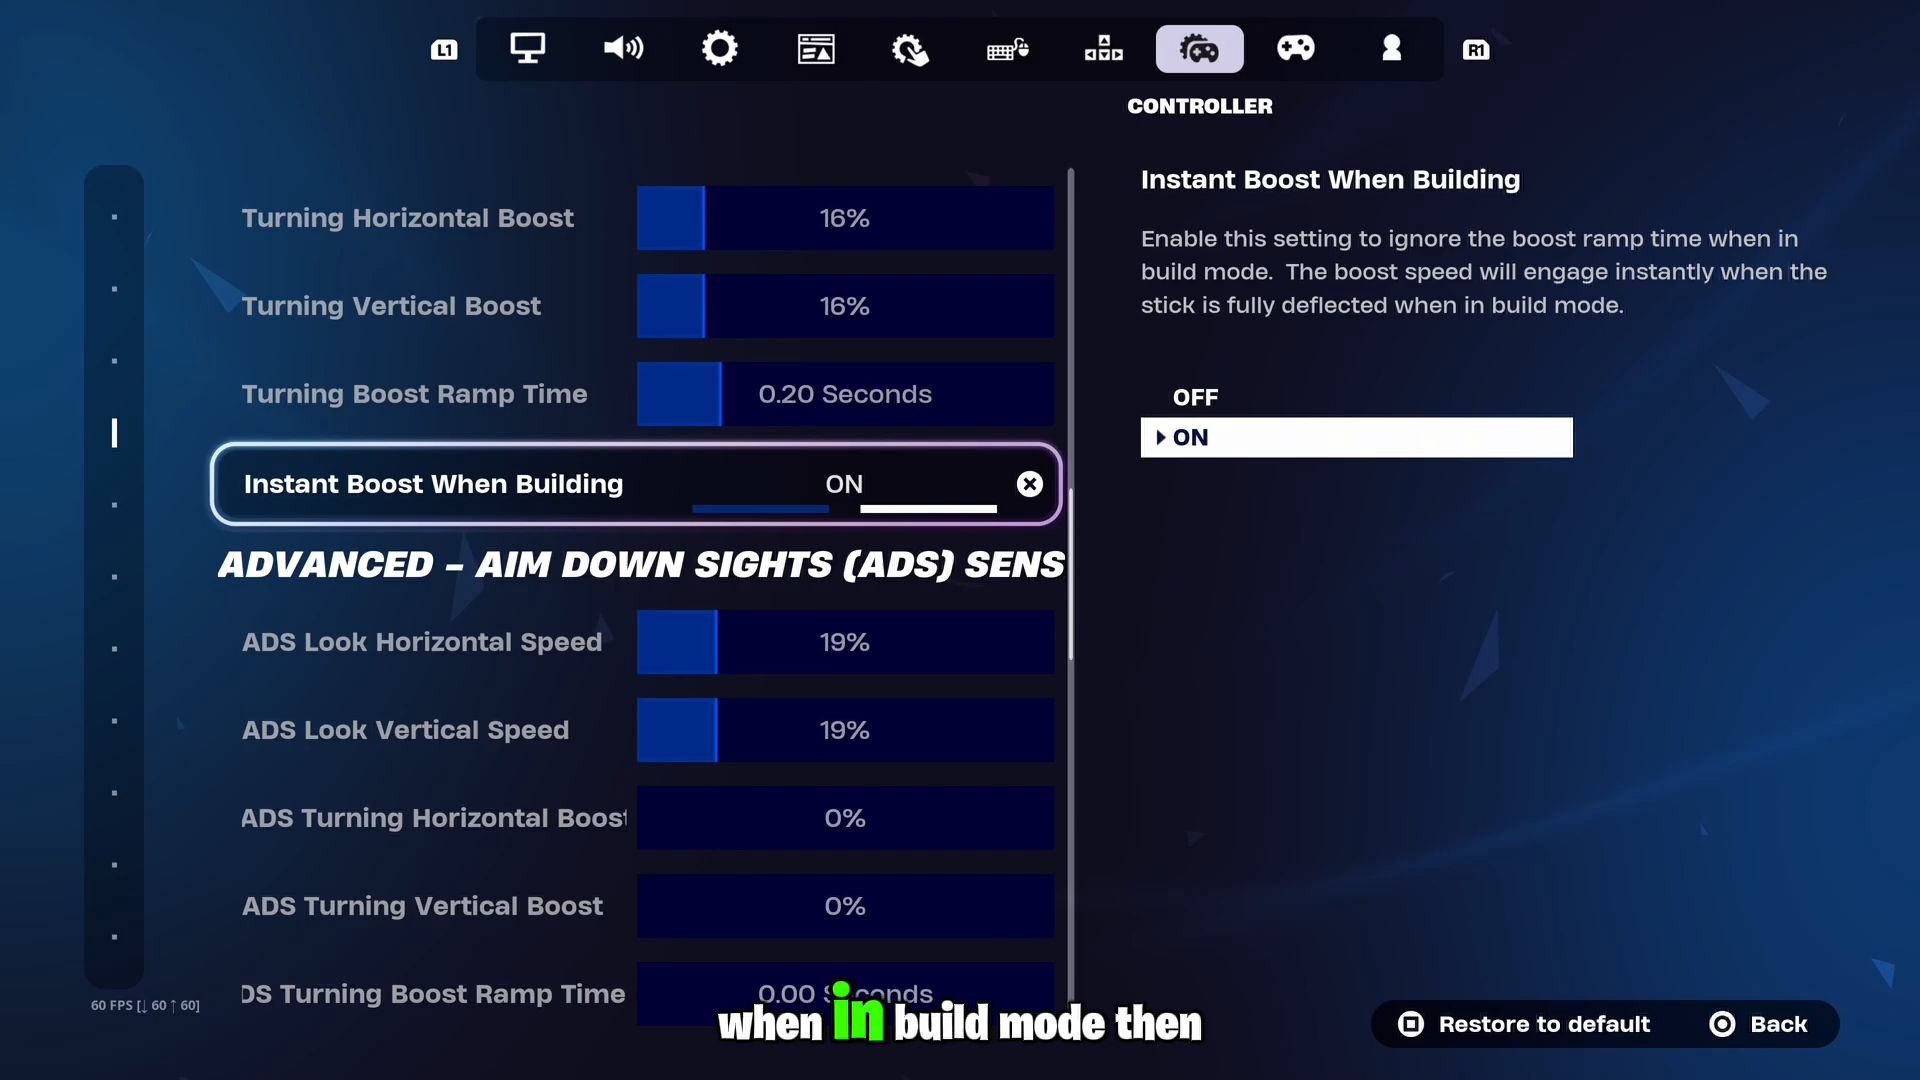 L1
R1
CONTROLLER
Turning Horizontal Boost 16%
Turning Vertical Boost 16%
Turning Boost Ramp Time 0.20 Seconds
Instant Boost When Building ON
ADVANCED - AIM DOWN SIGHTS (ADS) SENS
ADS Look Horizontal Speed 19%
ADS Look Vertical Speed 19%
ADS Turning Horizontal Boost 0%
ADS Turning Vertical Boost 0%
DS Turning Boost Ramp Time 0.00 Seconds
Instant Boost When Building
Enable this setting to ignore the boost ramp time when in
build mode. The boost speed will engage instantly when the
stick is fully deflected when in build mode.
OFF
ON
60 FPS [↓ 60 ↑ 60]
when in build mode then
Restore to default
Back